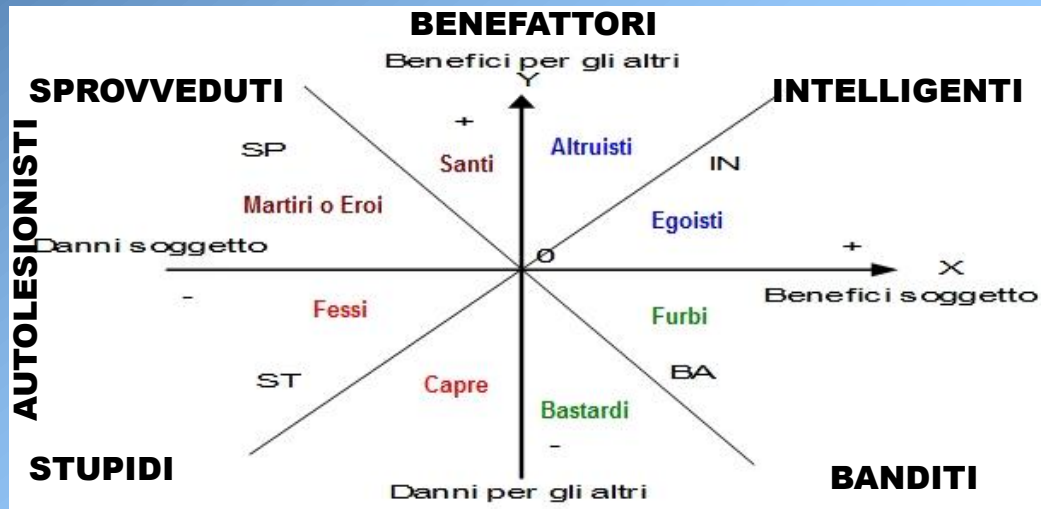 BENEFATTORI
Benefici per gli altri
Y
SPROVVEDUTI
INTELLIGENTI
+
SP
Santi
Altruisti
IN
Martiri o Eroi
Egoisti
Danni soggetto
O
+
X
-
Benefici soggetto
AUTOLESIONISTI
Fessi
Furbi
ST
Capre
BA
Bastardi
-
STUPIDI
Danni per gli altri
BANDITI